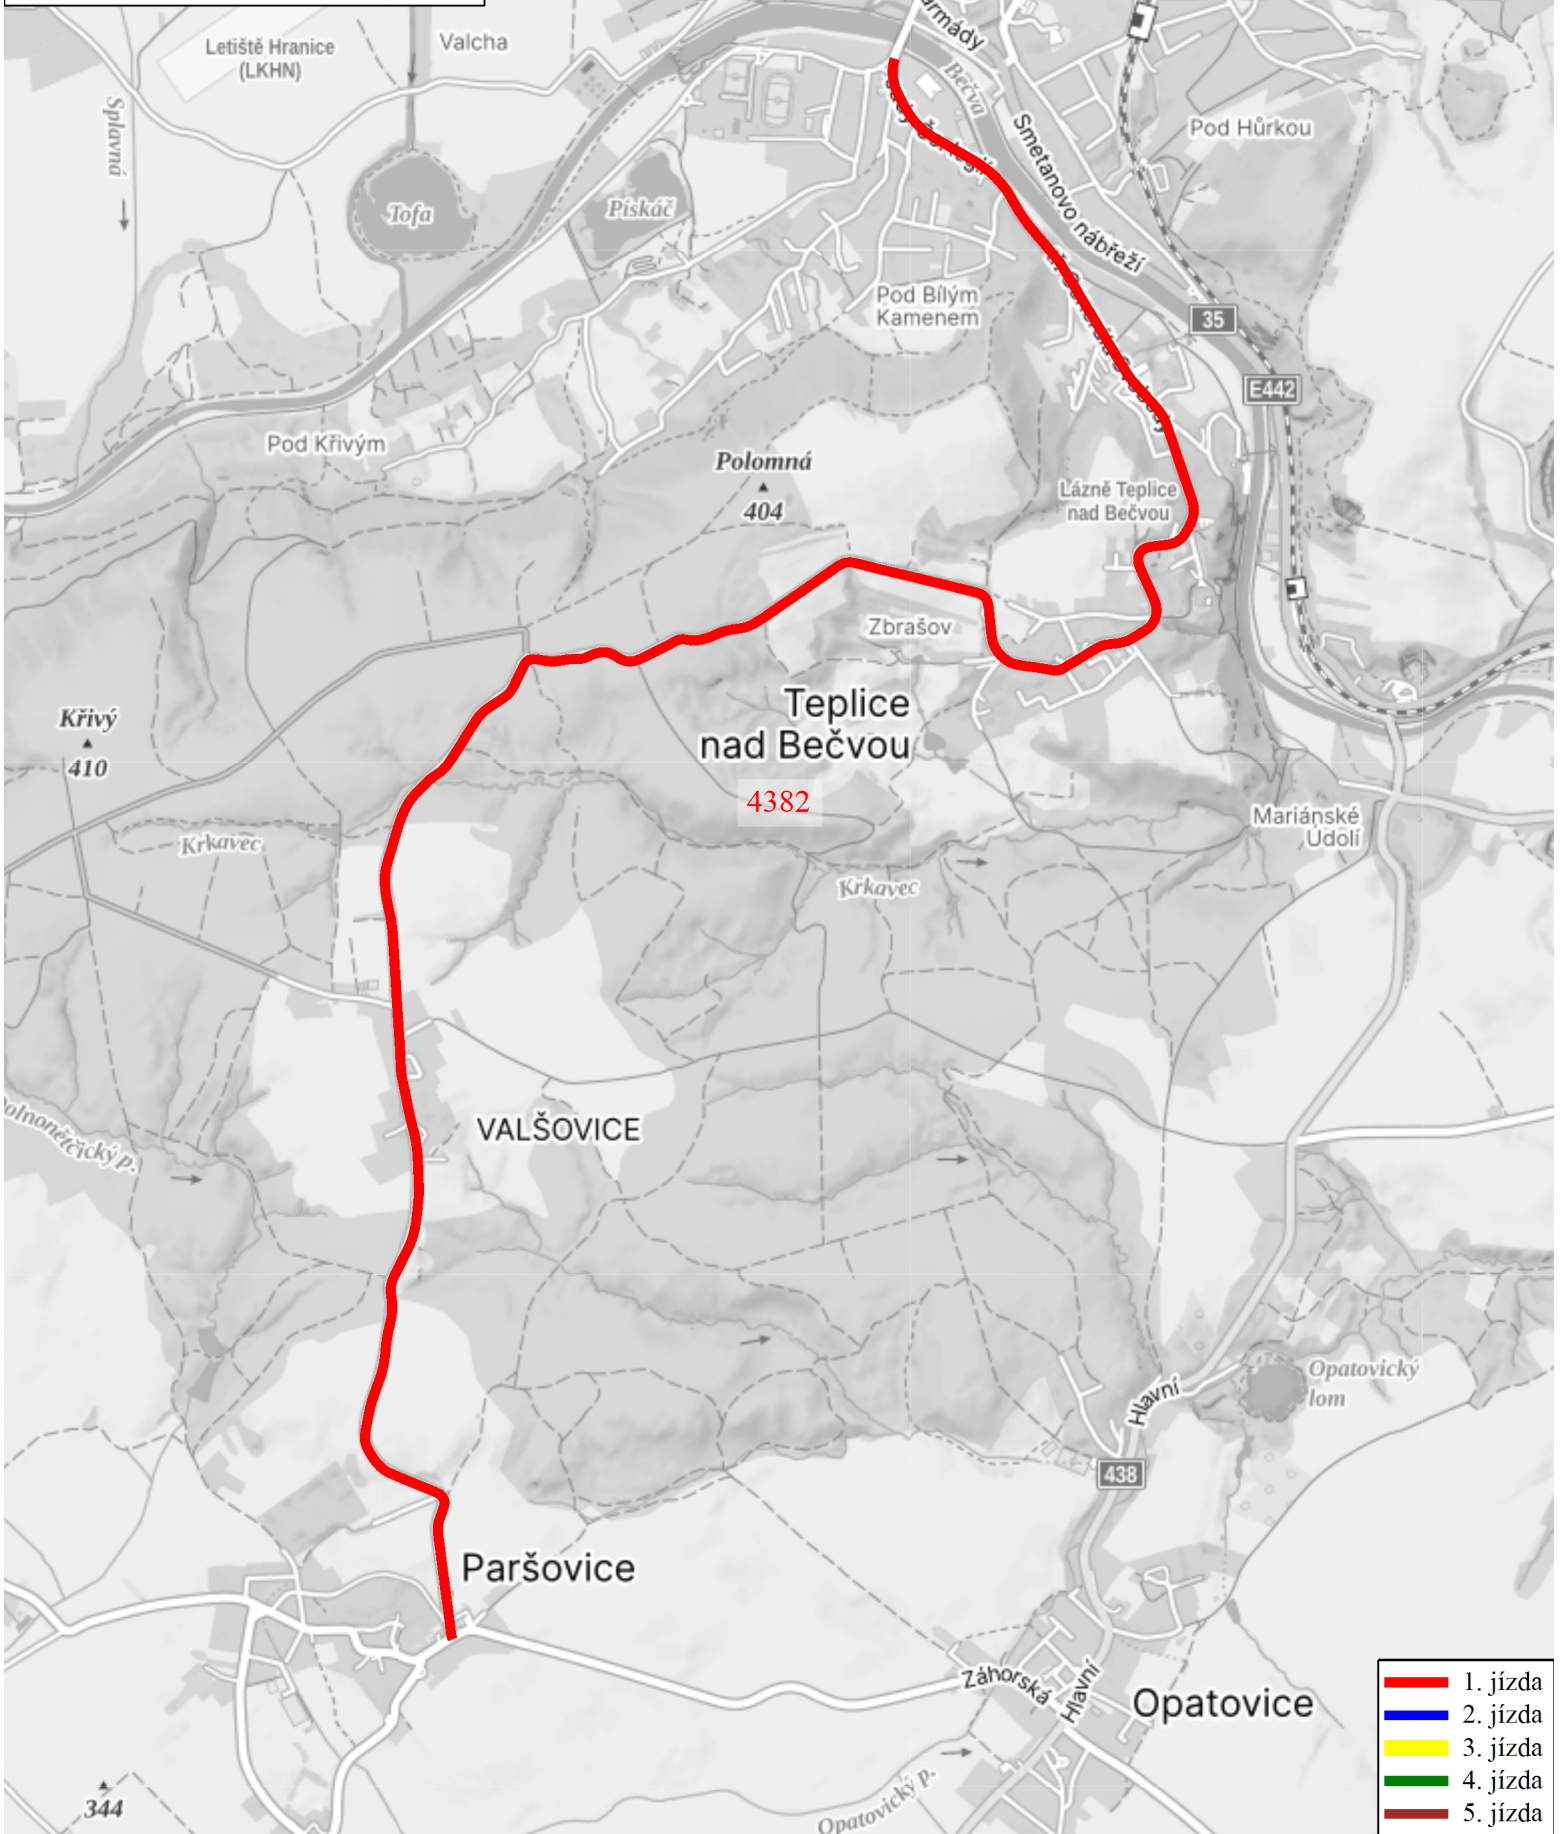 Letiště Hranice
(LKHN)
Valcha
Splavná
Bečva
Smetanovo nábřeží
Pod Hůrkou
Tofa
Pískáč
Pod Bílým
Kamenem
35
E442
Pod Křivým
Polomná
404
Lázně Teplice
nad Bečvou
Zbrašov
Teplice
nad Bečvou
Křivý
410
4382
Krkavec
Mariánské
Údolí
Krkavec
VALŠOVICE
Opatovický
lom
Hlavní
438
Paršovice
Záhorská
Hlavní
Opatovice
344
Opatovický p.
1. jízda
2. jízda
3. jízda
4. jízda
5. jízda